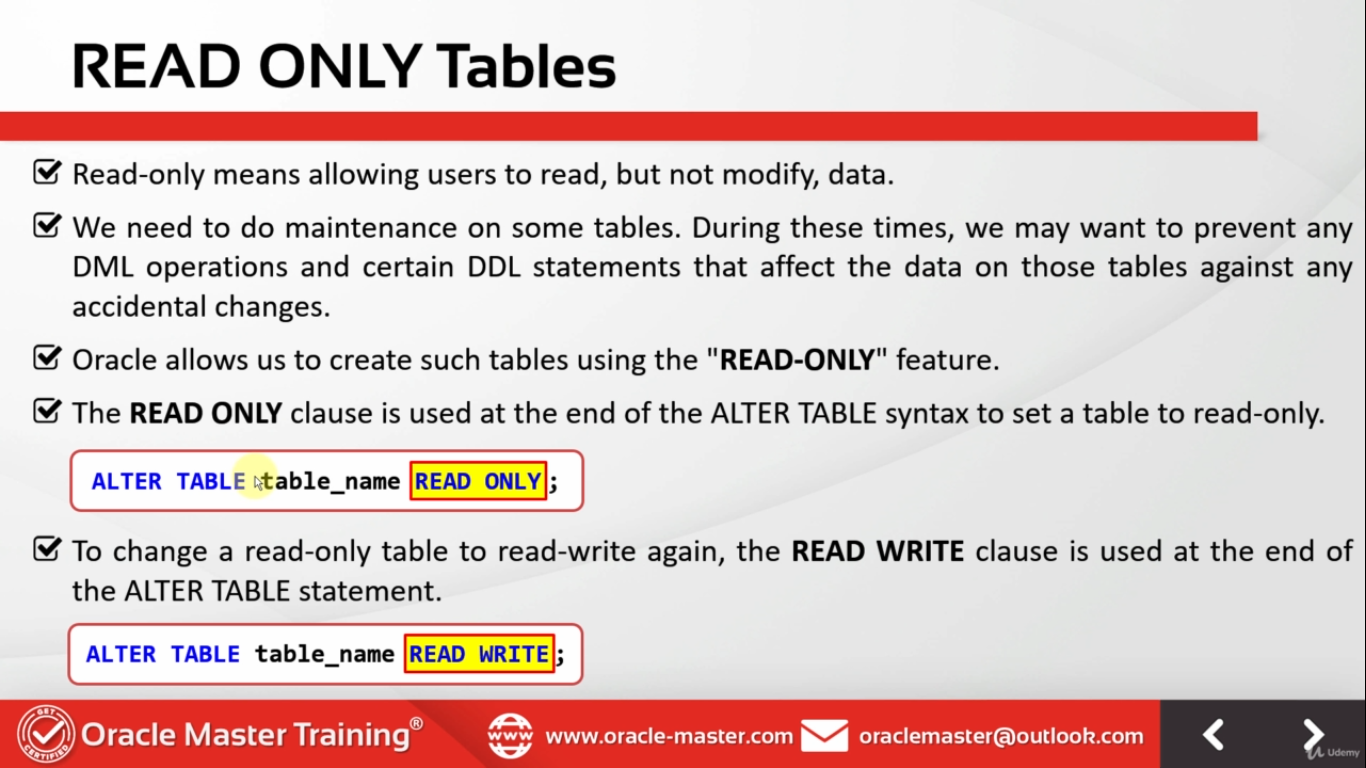 READ ONLY Tables
Read-only means allowing users to read, but not modify, data.
We need to do maintenance on some tables. During these times, we may want to prevent any
DML operations and certain DDL statements that affect the data on those tables against any
accidental changes.
Oracle allows us to create such tables using the "READ-ONLY" feature.
The READ ONLY clause is used at the end of the ALTER TABLE syntax to set a table to read-only.
ALTER TABLE table_name READ ONLY;
To change a read-only table to read-write again, the READ WRITE clause is used at the end of
the ALTER TABLE statement.
ALTER TABLE table_name READ WRITE;
GET
CERTIFIED
Oracle Master Training®
www
www.oracle-master.com
oraclemaster@outlook.com
Udemy